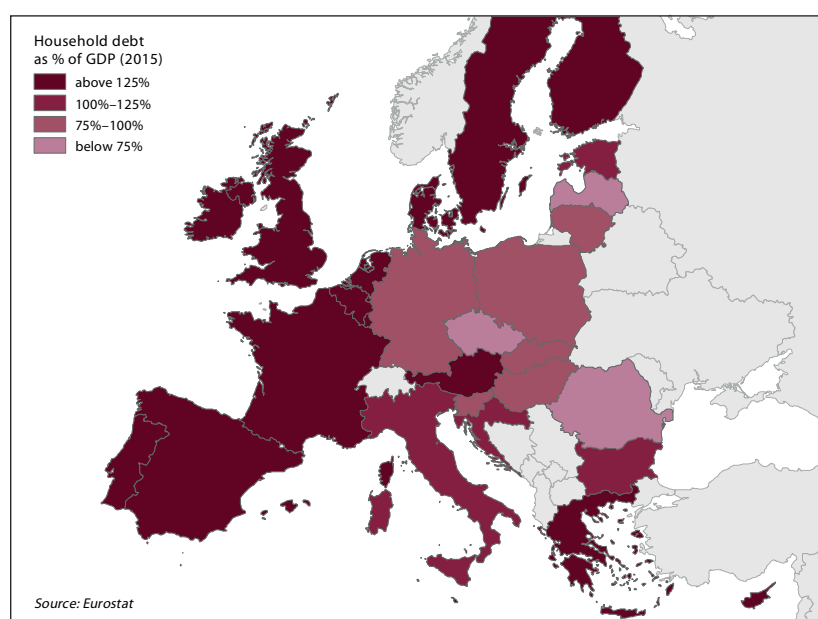 Household debt
as % of GDP (2015)
above 125%
100%–125%
75%–100%
below 75%
Source: Eurostat